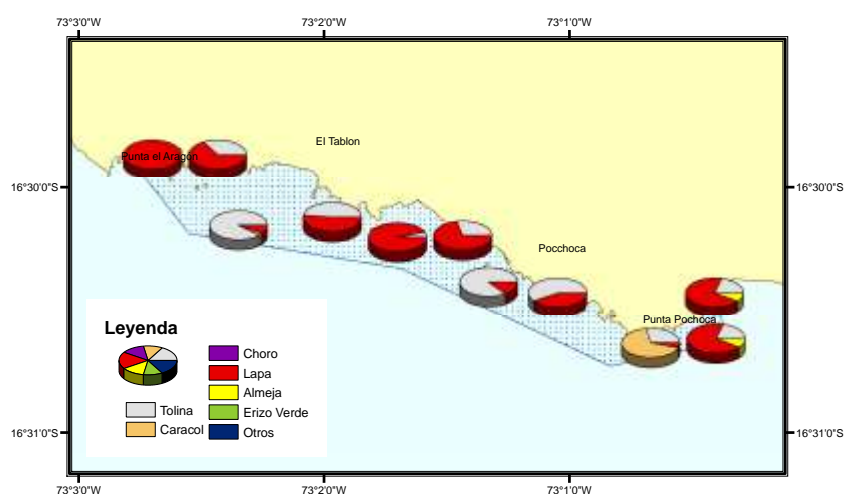 73°3'0"W 73°2'0"W 73°1'0"W
El Tablon
Punta el Aragón
16°30'0"S 16°30'0"S
Pocchoca
Punta Pochoca
Leyenda
Choro
Lapa
Almeja
Tolina Erizo Verde
Caracol Otros
16°31'0"S 16°31'0"S
73°3'0"W 73°2'0"W 73°1'0"W